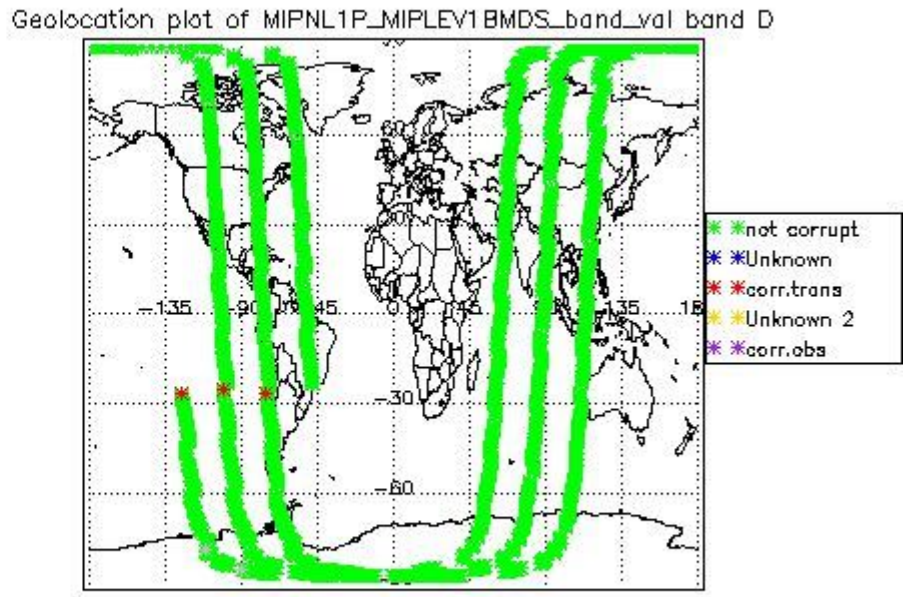 Geolocation plot of MIPNL1P_MIPLEV1BMDS_band_val band D
60
-135
-90
-45
0
45
135
-30
-60
not corrupt
Unknown
corr.trans
Unknown 2
corr.obs